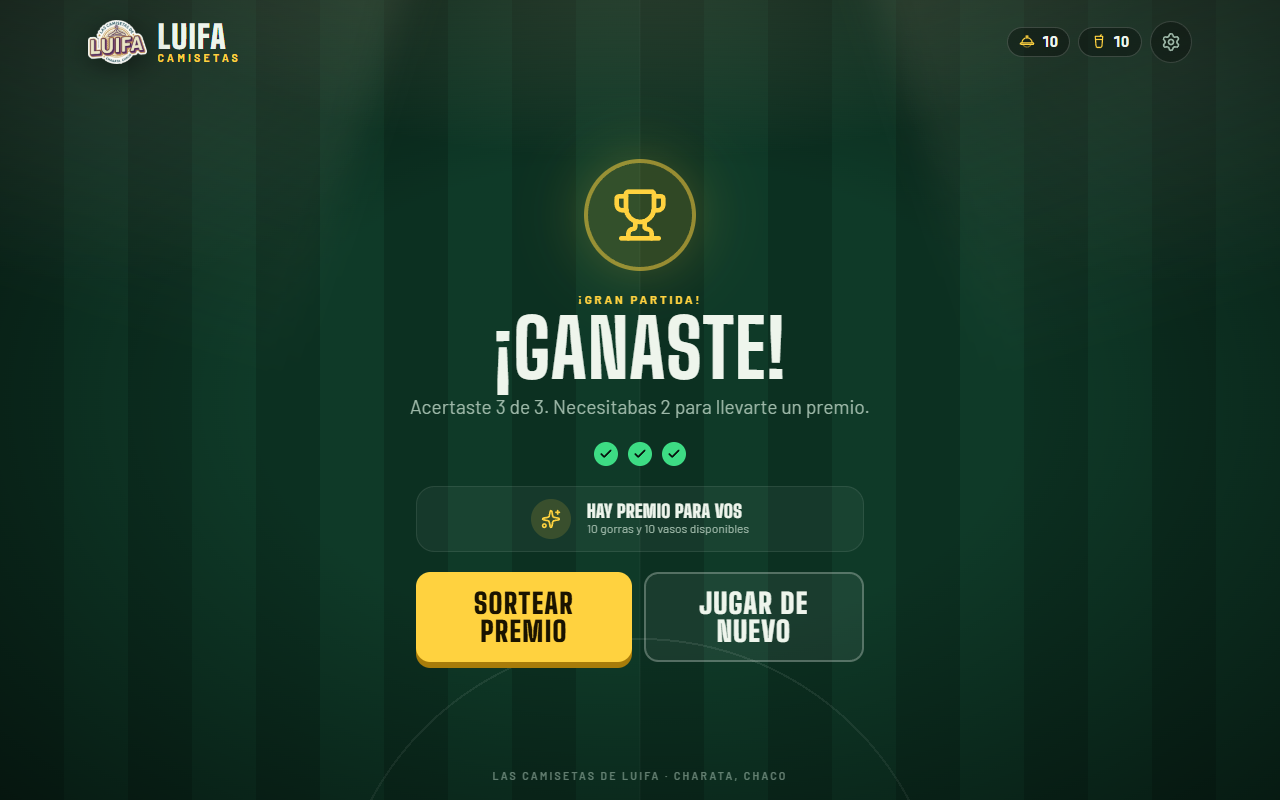 LUIFA
LUIFA
CAMISETAS
10
10
¡GRAN PARTIDA!
¡GANASTE!
Acertaste 3 de 3. Necesitabas 2 para llevarte un premio.
HAY PREMIO PARA VOS
10 gorras y 10 vasos disponibles
SORTEAR
PREMIO
JUGAR DE
NUEVO
LAS CAMISETAS DE LUIFA · CHARATA, CHACO